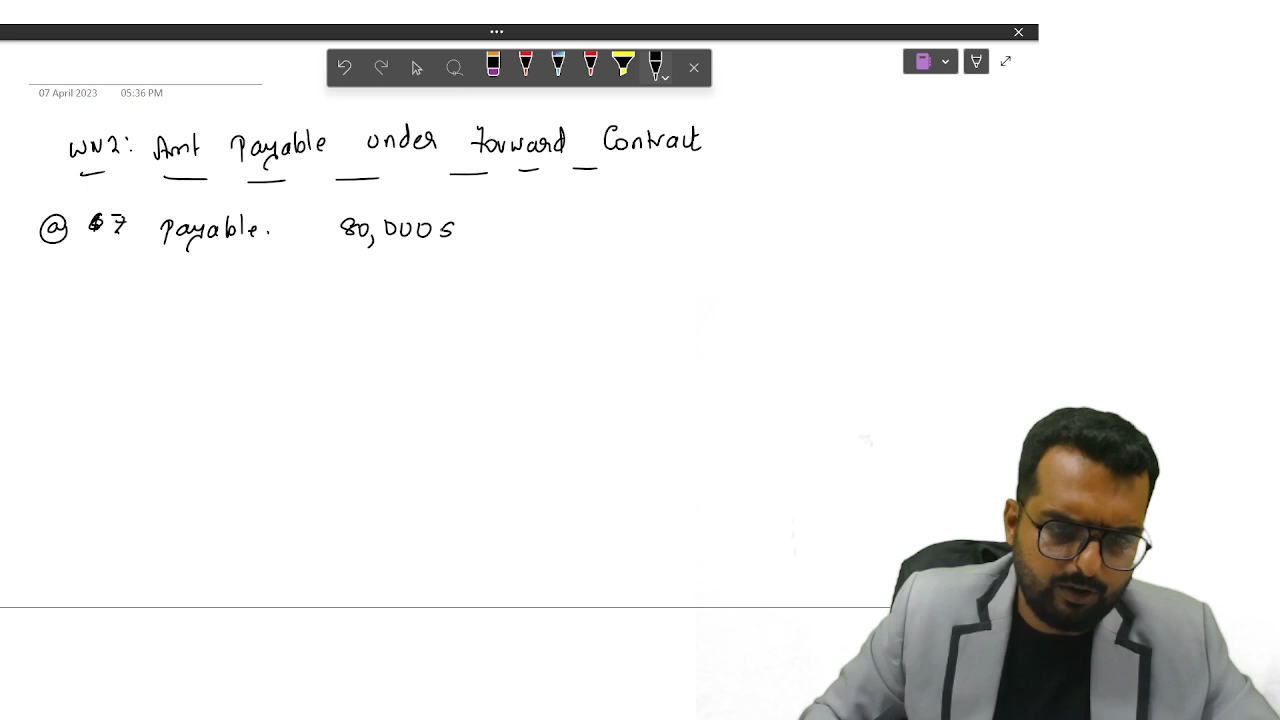 07 April 2023 05:36 PM
WN2: Amt Payable under Forward Contract
@ $7 payable. 80,000 $